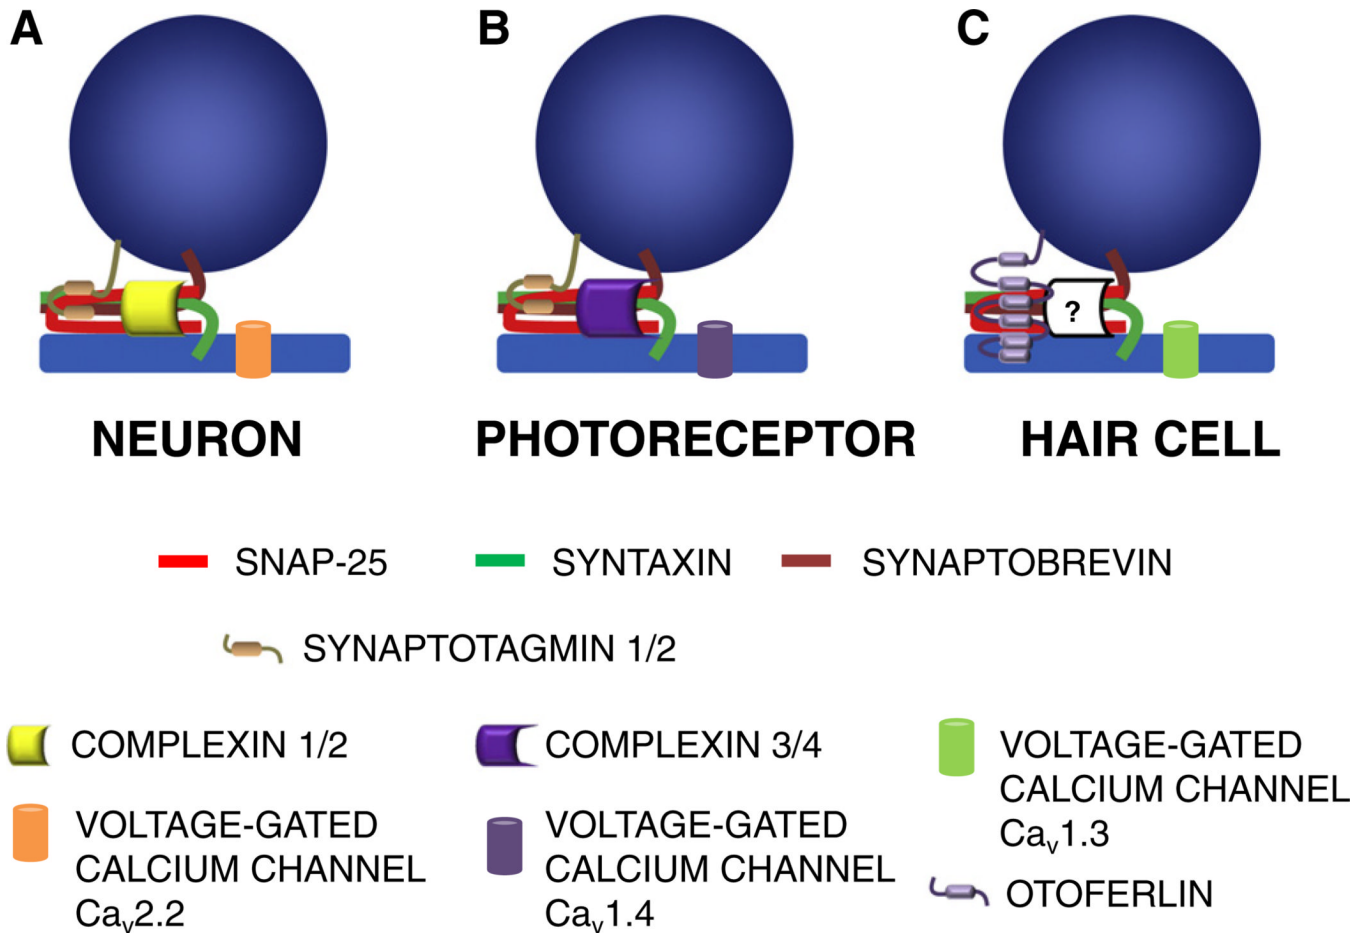 A
B
C
?
NEURON
PHOTORECEPTOR
HAIR CELL
SNAP-25
SYNTAXIN
SYNAPTOBREVIN
SYNAPTOTAGMIN 1/2
COMPLEXIN 1/2
VOLTAGE-GATED
CALCIUM CHANNEL
Cav2.2
COMPLEXIN 3/4
VOLTAGE-GATED
CALCIUM CHANNEL
Cav1.4
VOLTAGE-GATED
CALCIUM CHANNEL
Cav1.3
OTOFERLIN